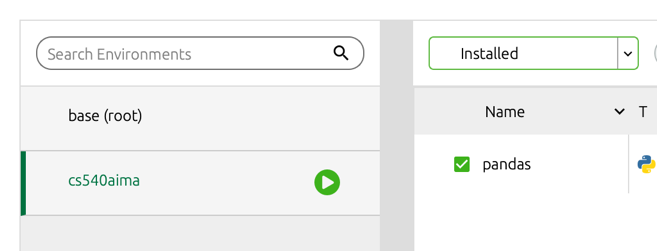 Search Environments
Installed
base (root)
Name
T
cs540aima
pandas